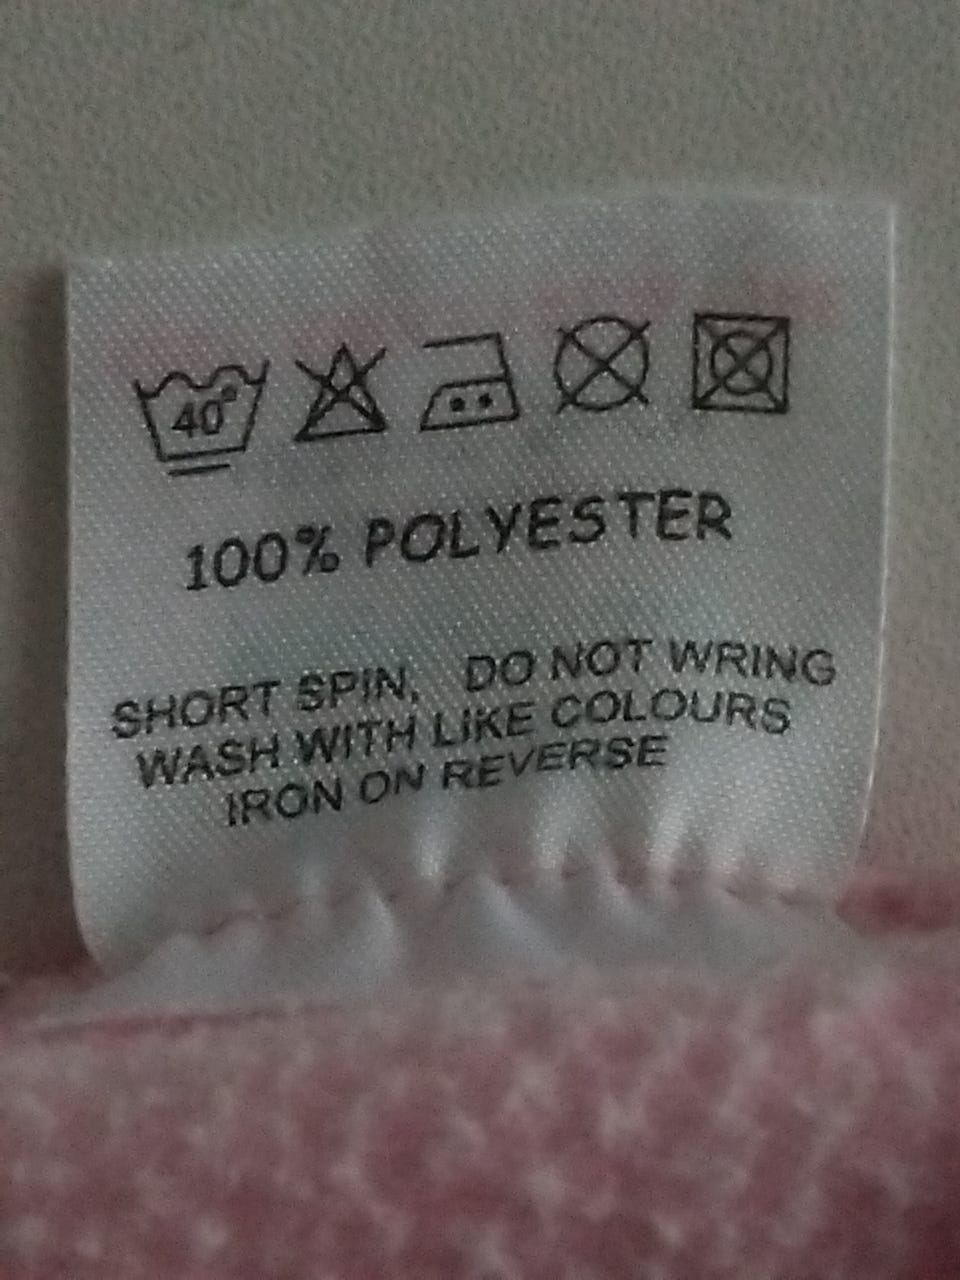 40°
100% POLYESTER
SHORT SPIN, DO NOT WRING
WASH WITH LIKE COLOURS
IRON ON REVERSE